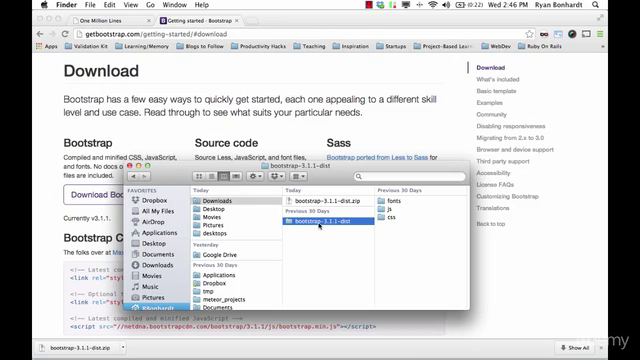 Finder File Edit View Go Window Help
(0:22) Wed 2:46 PM Ryan Bonhardt
One Million Lines
Getting started · Bootstrap
getbootstrap.com/getting-started/#download
Apps Validation Kit Learning/Mentoring Blogs to Follow Productivity Hacks Teaching Inspiration Startups Project-Based Lear WebDev Ruby On Rails
Download
Bootstrap has a few easy ways to quickly get started, each one appealing to a different skill
level and use case. Read through to see what suits your particular needs.
Bootstrap
Compiled and minified CSS, JavaScript,
and fonts. No docs o
files are included.
Download Boo
Currently v3.1.1.
Source code
Source Less, JavaScript, and font files,
Sass
Bootstrap ported from Less to Sass for
Bootstrap C
The folks over at Ma
<!-- Latest com
<link rel="sty
<!-- Optional t
<link rel="sty
<!-- Latest compiled and minified JavaScript -->
<script src="//netdna.bootstrapcdn.com/bootstrap/3.1.1/js/bootstrap.min.js"></script>
Download
What's included
Basic template
Examples
Community
Disabling responsiveness
Migrating from 2.x to 3.0
Browser and device support
Third party support
Accessibility
License FAQs
Customizing Bootstrap
Translations
Back to top
bootstrap-3.1.1-dist
FAVORITES
Dropbox
All My Files
AirDrop
Applications
Desktop
Documents
Downloads
Movies
Music
Pictures
RBonhardt
Today
Downloads
Desktop
Movies
Pictures
desktops
Yesterday
Google Drive
Previous 30 Days
Applications
Dropbox
tmp
meteor_projects
Documents
Today
bootstrap-3.1.1-dist.zip
Previous 30 Days
bootstrap-3.1.1-dist
Previous 30 Days
fonts
js
css
bootstrap-3.1.1-dist.zip
Show All